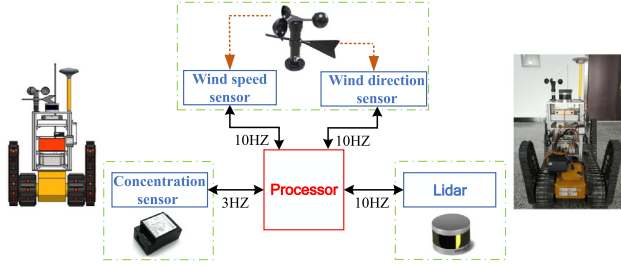 Wind speed
sensor
Wind direction
sensor
10HZ
10HZ
Concentration
sensor
3HZ
Processor
10HZ
Lidar